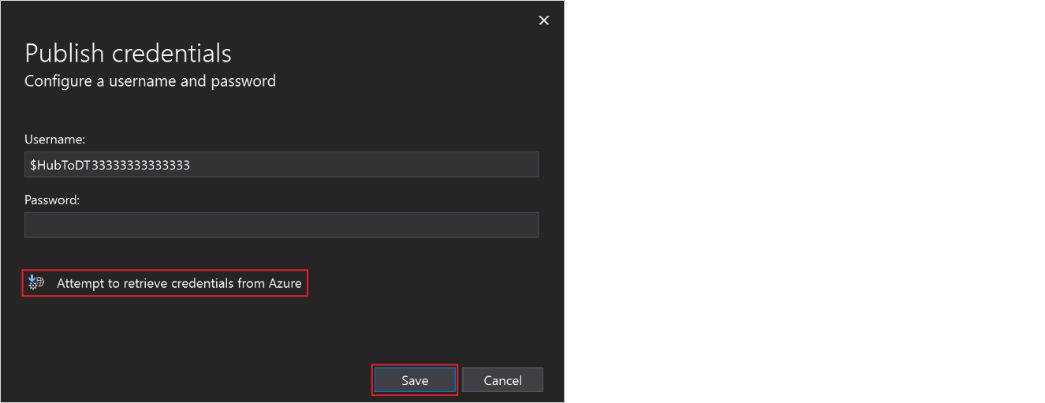 Publish credentials
Configure a username and password
Username:
$HubToDT33333333333333
Password:
Attempt to retrieve credentials from Azure
Save Cancel